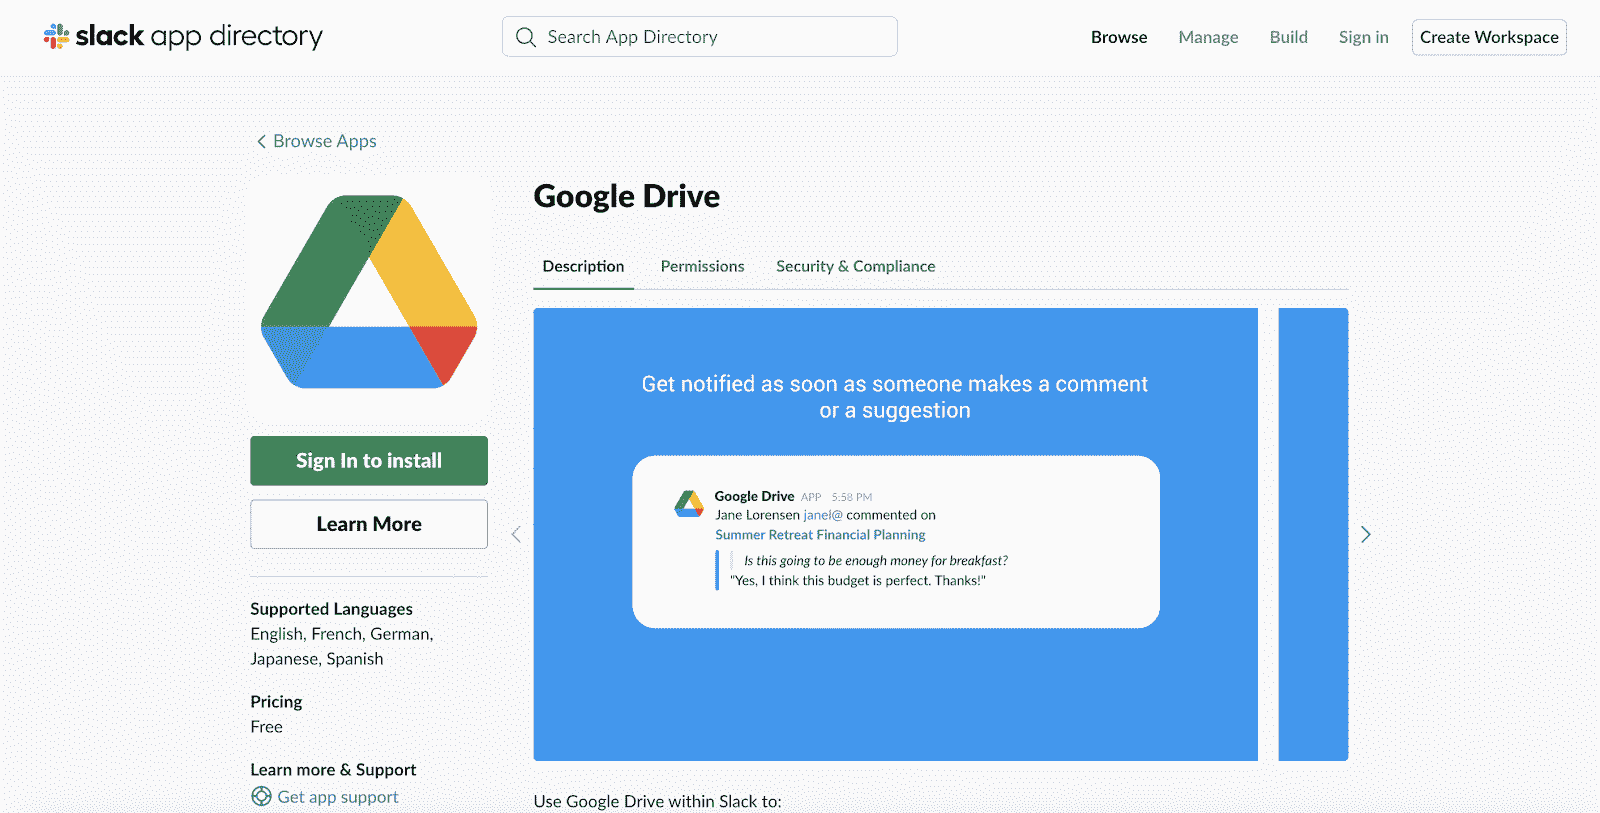 slack app directory
Search App Directory
Browse
Manage
Build
Sign in
Create Workspace
Browse Apps
Google Drive
Description
Permissions
Security & Compliance
Sign In to install
Learn More
Supported Languages
English, French, German,
Japanese, Spanish
Pricing
Free
Learn more & Support
Get app support
Get notified as soon as someone makes a comment
or a suggestion
Google Drive APP 5:58 PM
Jane Lorensen janel@ commented on
Summer Retreat Financial Planning
Is this going to be enough money for breakfast?
"Yes, I think this budget is perfect. Thanks!"
Use Google Drive within Slack to: